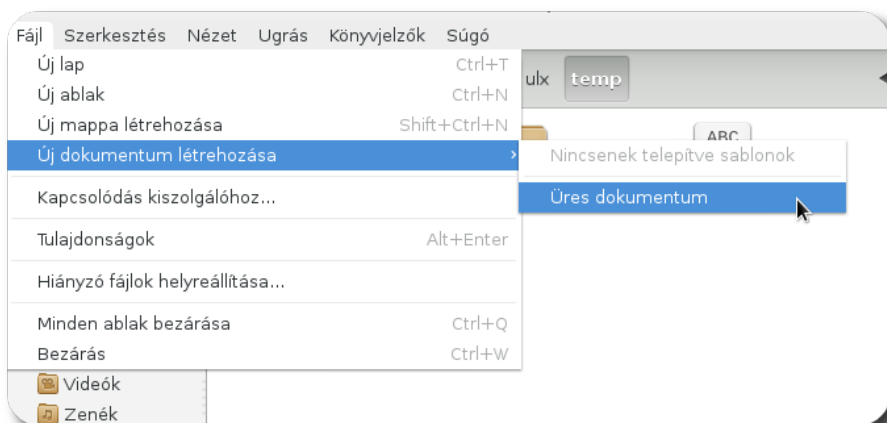 Fájl Szerkesztés Nézet Ugrás Könyvjelzők Súgó
Új lap Ctrl+T
ulx temp
Új ablak Ctrl+N
Új mappa létrehozása Shift+Ctrl+N
ABC
Új dokumentum létrehozása ›
Nincsenek telepítve sablonok
Kapcsolódás kiszolgálóhoz...
Üres dokumentum
Tulajdonságok Alt+Enter
Hiányzó fájlok helyreállítása...
Minden ablak bezárása Ctrl+Q
Bezárás Ctrl+W
Videók
Zenék